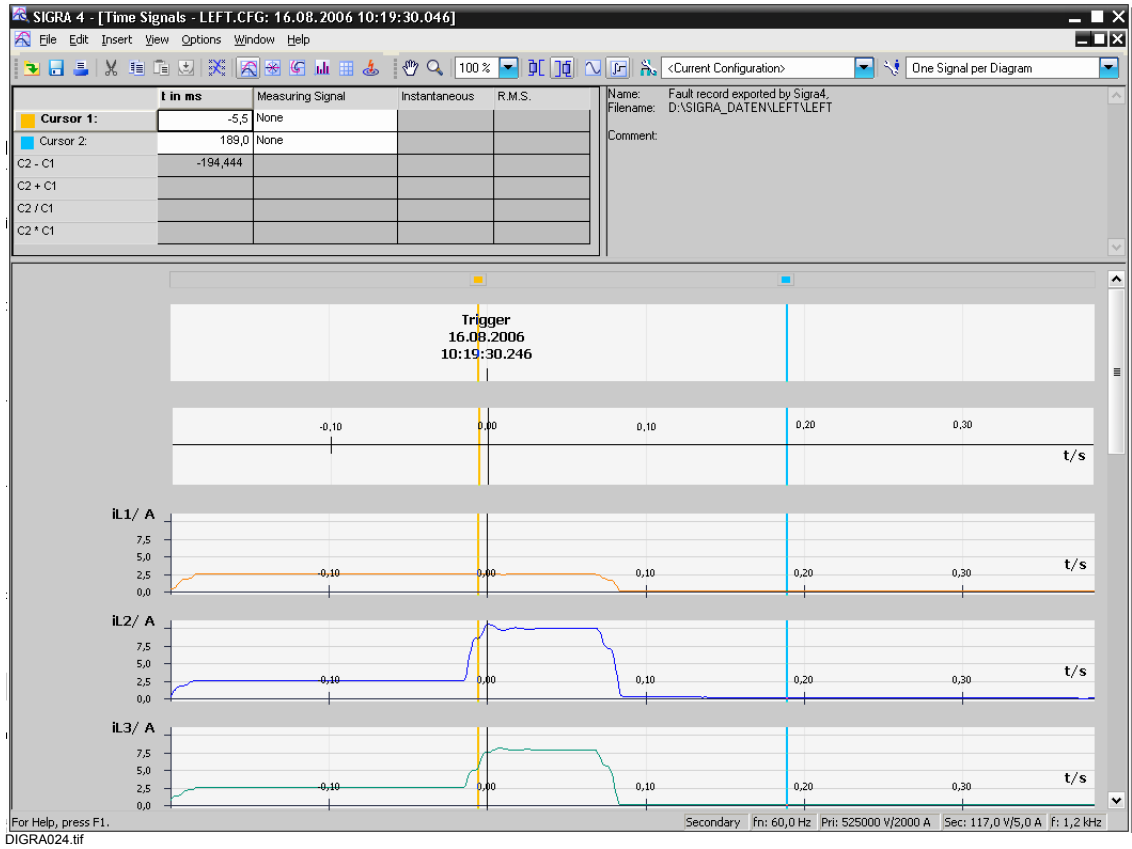 SIGRA 4 - [Time Signals - LEFT.CFG: 16.08.2006 10:19:30.046]
File Edit Insert View Options Window Help
100 % <Current Configuration> One Signal per Diagram
t in ms Measuring Signal Instantaneous R.M.S.
Cursor 1: -5,5 None
Cursor 2: 189,0 None
C2 - C1 -194,444
C2 + C1
C2 / C1
C2 * C1
Name: Fault record exported by Sigra4,
Filename: D:\SIGRA_DATEN\LEFT\LEFT
Comment:
Trigger
16.08.2006
10:19:30.246
-0,10 0,00 0,10 0,20 0,30
t/s
iL1/ A
7,5
5,0
t/s
2,5 -0,10 0,00 0,10 0,20 0,30
0,0
iL2/ A
7,5
5,0
t/s
2,5 -0,10 0,00 0,10 0,20 0,30
0,0
iL3/ A
7,5
5,0
t/s
2,5 -0,10 0,00 0,10 0,20 0,30
0,0
For Help, press F1. Secondary fn: 60,0 Hz Pri: 525000 V/2000 A Sec: 117,0 V/5,0 A f: 1,2 kHz
DIGRA024.tif